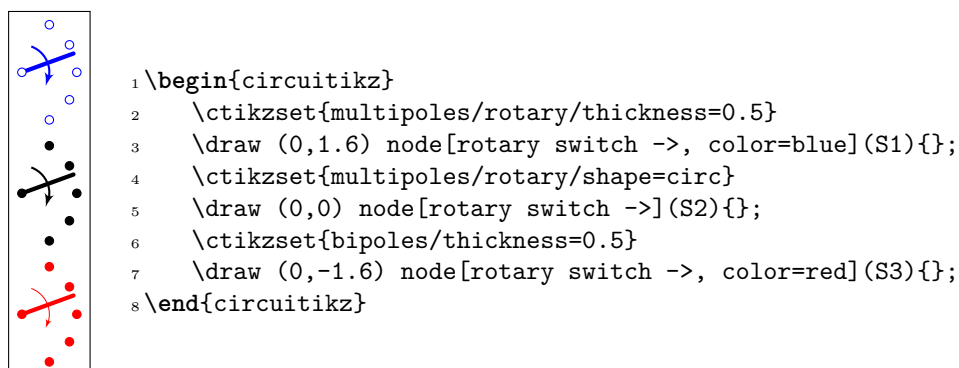 1 \begin{circuitikz}
2     \ctikzset{multipoles/rotary/thickness=0.5}
3     \draw (0,1.6) node[rotary switch ->, color=blue](S1){};
4     \ctikzset{multipoles/rotary/shape=circ}
5     \draw (0,0) node[rotary switch ->](S2){};
6     \ctikzset{bipoles/thickness=0.5}
7     \draw (0,-1.6) node[rotary switch ->, color=red](S3){};
8 \end{circuitikz}